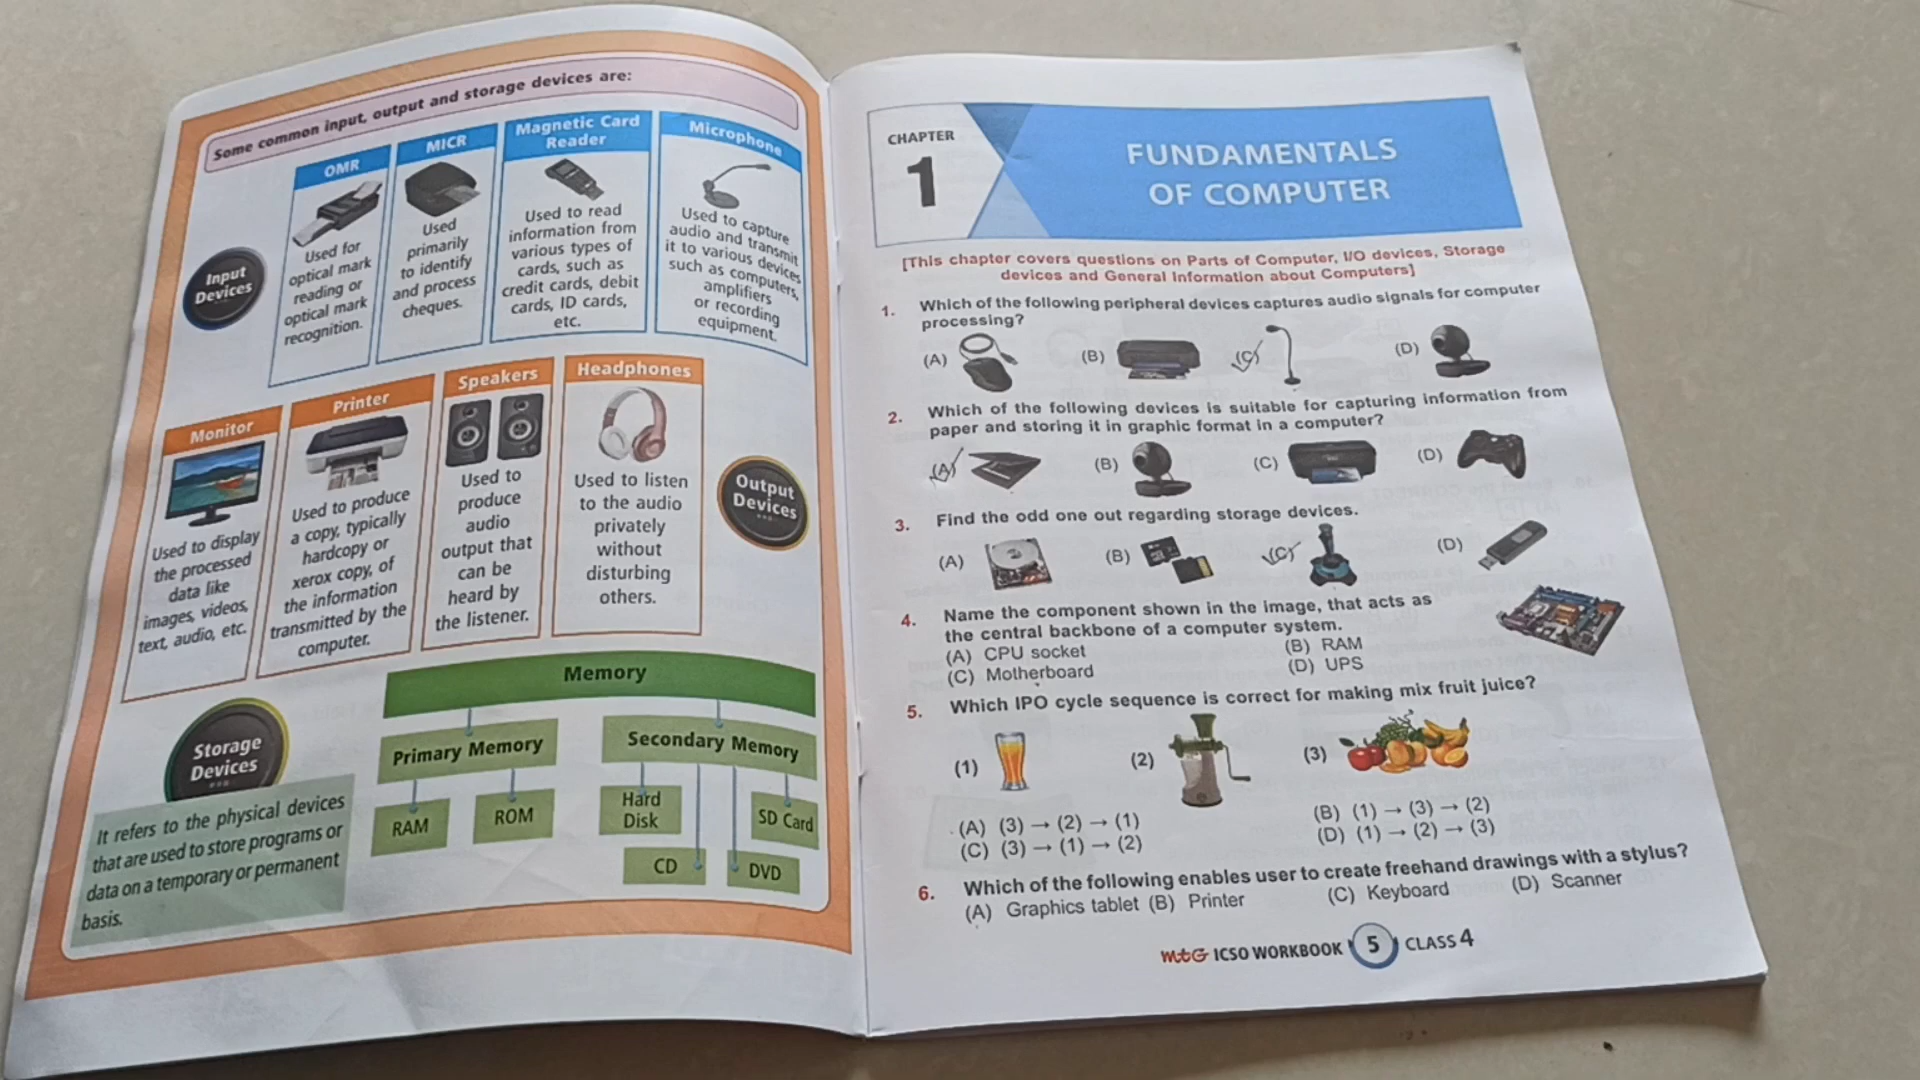 Some common input, output and storage devices are:
Input
Devices
OMR
Used for
optical mark
reading or
optical mark
recognition.
MICR
Used
primarily
to identify
and process
cheques.
Magnetic Card
Reader
Used to read
information from
various types of
cards, such as
credit cards, debit
cards, ID cards,
etc.
Microphone
Used to capture
audio and transmit
it to various devices
such as computers,
amplifiers
or recording
equipment.
Monitor
Used to display
the processed
data like
images, videos,
text, audio, etc.
Printer
Used to produce
a copy, typically
hardcopy or
xerox copy, of
the information
transmitted by the
computer.
Speakers
Used to
produce
audio
output that
can be
heard by
the listener.
Headphones
Used to listen
to the audio
privately
without
disturbing
others.
Output
Devices
Storage
Devices
It refers to the physical devices
that are used to store programs or
data on a temporary or permanent
basis.
Memory
Primary Memory
Secondary Memory
RAM
ROM
Hard
Disk
SD Card
CD
DVD
CHAPTER
1
FUNDAMENTALS
OF COMPUTER
[This chapter covers questions on Parts of Computer, I/O devices, Storage
devices and General Information about Computers]
1. Which of the following peripheral devices captures audio signals for computer
processing?
(A) (B) (C) (D)
2. Which of the following devices is suitable for capturing information from
paper and storing it in graphic format in a computer?
(A) (B) (C) (D)
3. Find the odd one out regarding storage devices.
(A) (B) (C) (D)
4. Name the component shown in the image, that acts as
the central backbone of a computer system.
(A) CPU socket (B) RAM
(C) Motherboard (D) UPS
5. Which IPO cycle sequence is correct for making mix fruit juice?
(1) (2) (3)
(A) (3) → (2) → (1) (B) (1) → (3) → (2)
(C) (3) → (1) → (2) (D) (1) → (2) → (3)
6. Which of the following enables user to create freehand drawings with a stylus?
(A) Graphics tablet (B) Printer (C) Keyboard (D) Scanner
mtG ICSO WORKBOOK 5 CLASS 4